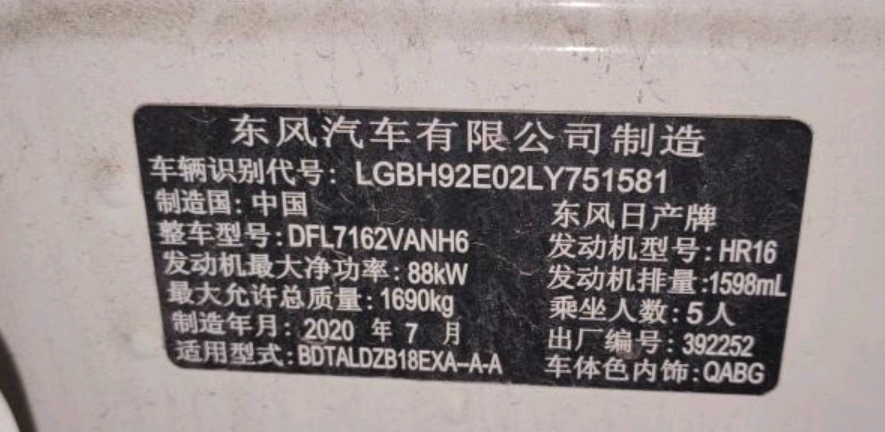 东风汽车有限公司制造
车辆识别代号: LGBH92E02LY751581
制造国:中国 东风日产牌
整车型号:DFL7162VANH6 发动机型号:HR16
发动机最大净功率:88kW 发动机排量:1598mL
最大允许总质量:1690kg 乘坐人数:5人
制造年月:2020 年 7 月 出厂编号:392252
适用型式:BDTALDZB18EXA--A-A 车体色内饰:QABG